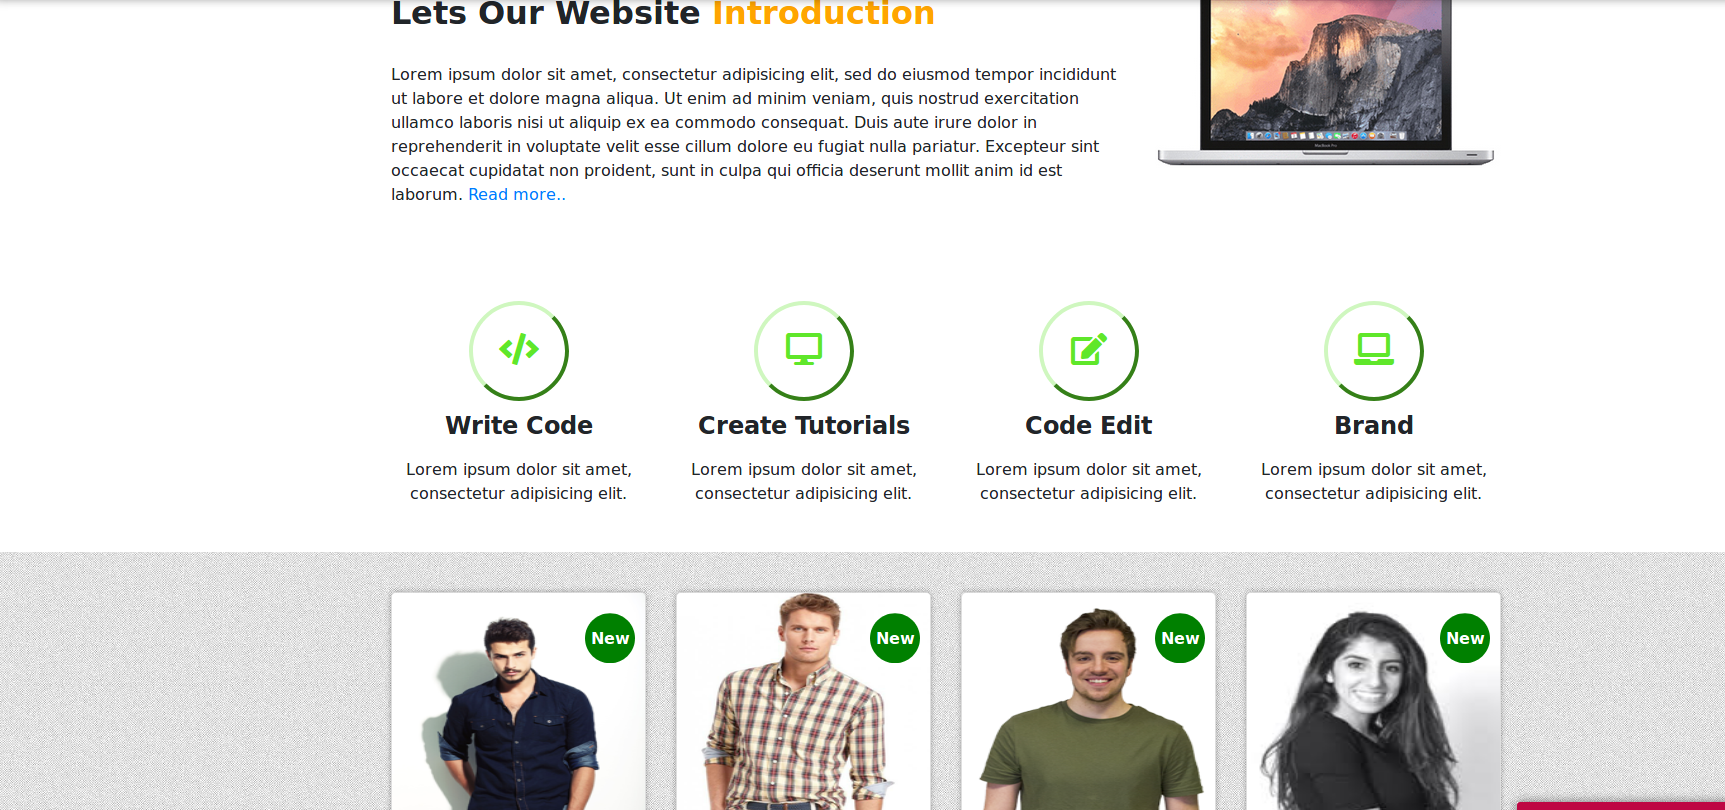 Lets Our Website Introduction
Lorem ipsum dolor sit amet, consectetur adipisicing elit, sed do eiusmod tempor incididunt
ut labore et dolore magna aliqua. Ut enim ad minim veniam, quis nostrud exercitation
ullamco laboris nisi ut aliquip ex ea commodo consequat. Duis aute irure dolor in
reprehenderit in voluptate velit esse cillum dolore eu fugiat nulla pariatur. Excepteur sint
occaecat cupidatat non proident, sunt in culpa qui officia deserunt mollit anim id est
laborum. Read more..
MacBook Pro
Write Code
Lorem ipsum dolor sit amet,
consectetur adipisicing elit.
Create Tutorials
Lorem ipsum dolor sit amet,
consectetur adipisicing elit.
Code Edit
Lorem ipsum dolor sit amet,
consectetur adipisicing elit.
Brand
Lorem ipsum dolor sit amet,
consectetur adipisicing elit.
New
New
New
New